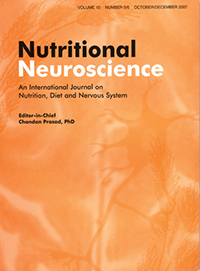 VOLUME 10 NUMBER 5/6 OCTOBER/DECEMBER 2007
Nutritional
Neuroscience
An International Journal on
Nutrition, Diet and Nervous System
Editor-in-Chief
Chandan Prasad, PhD